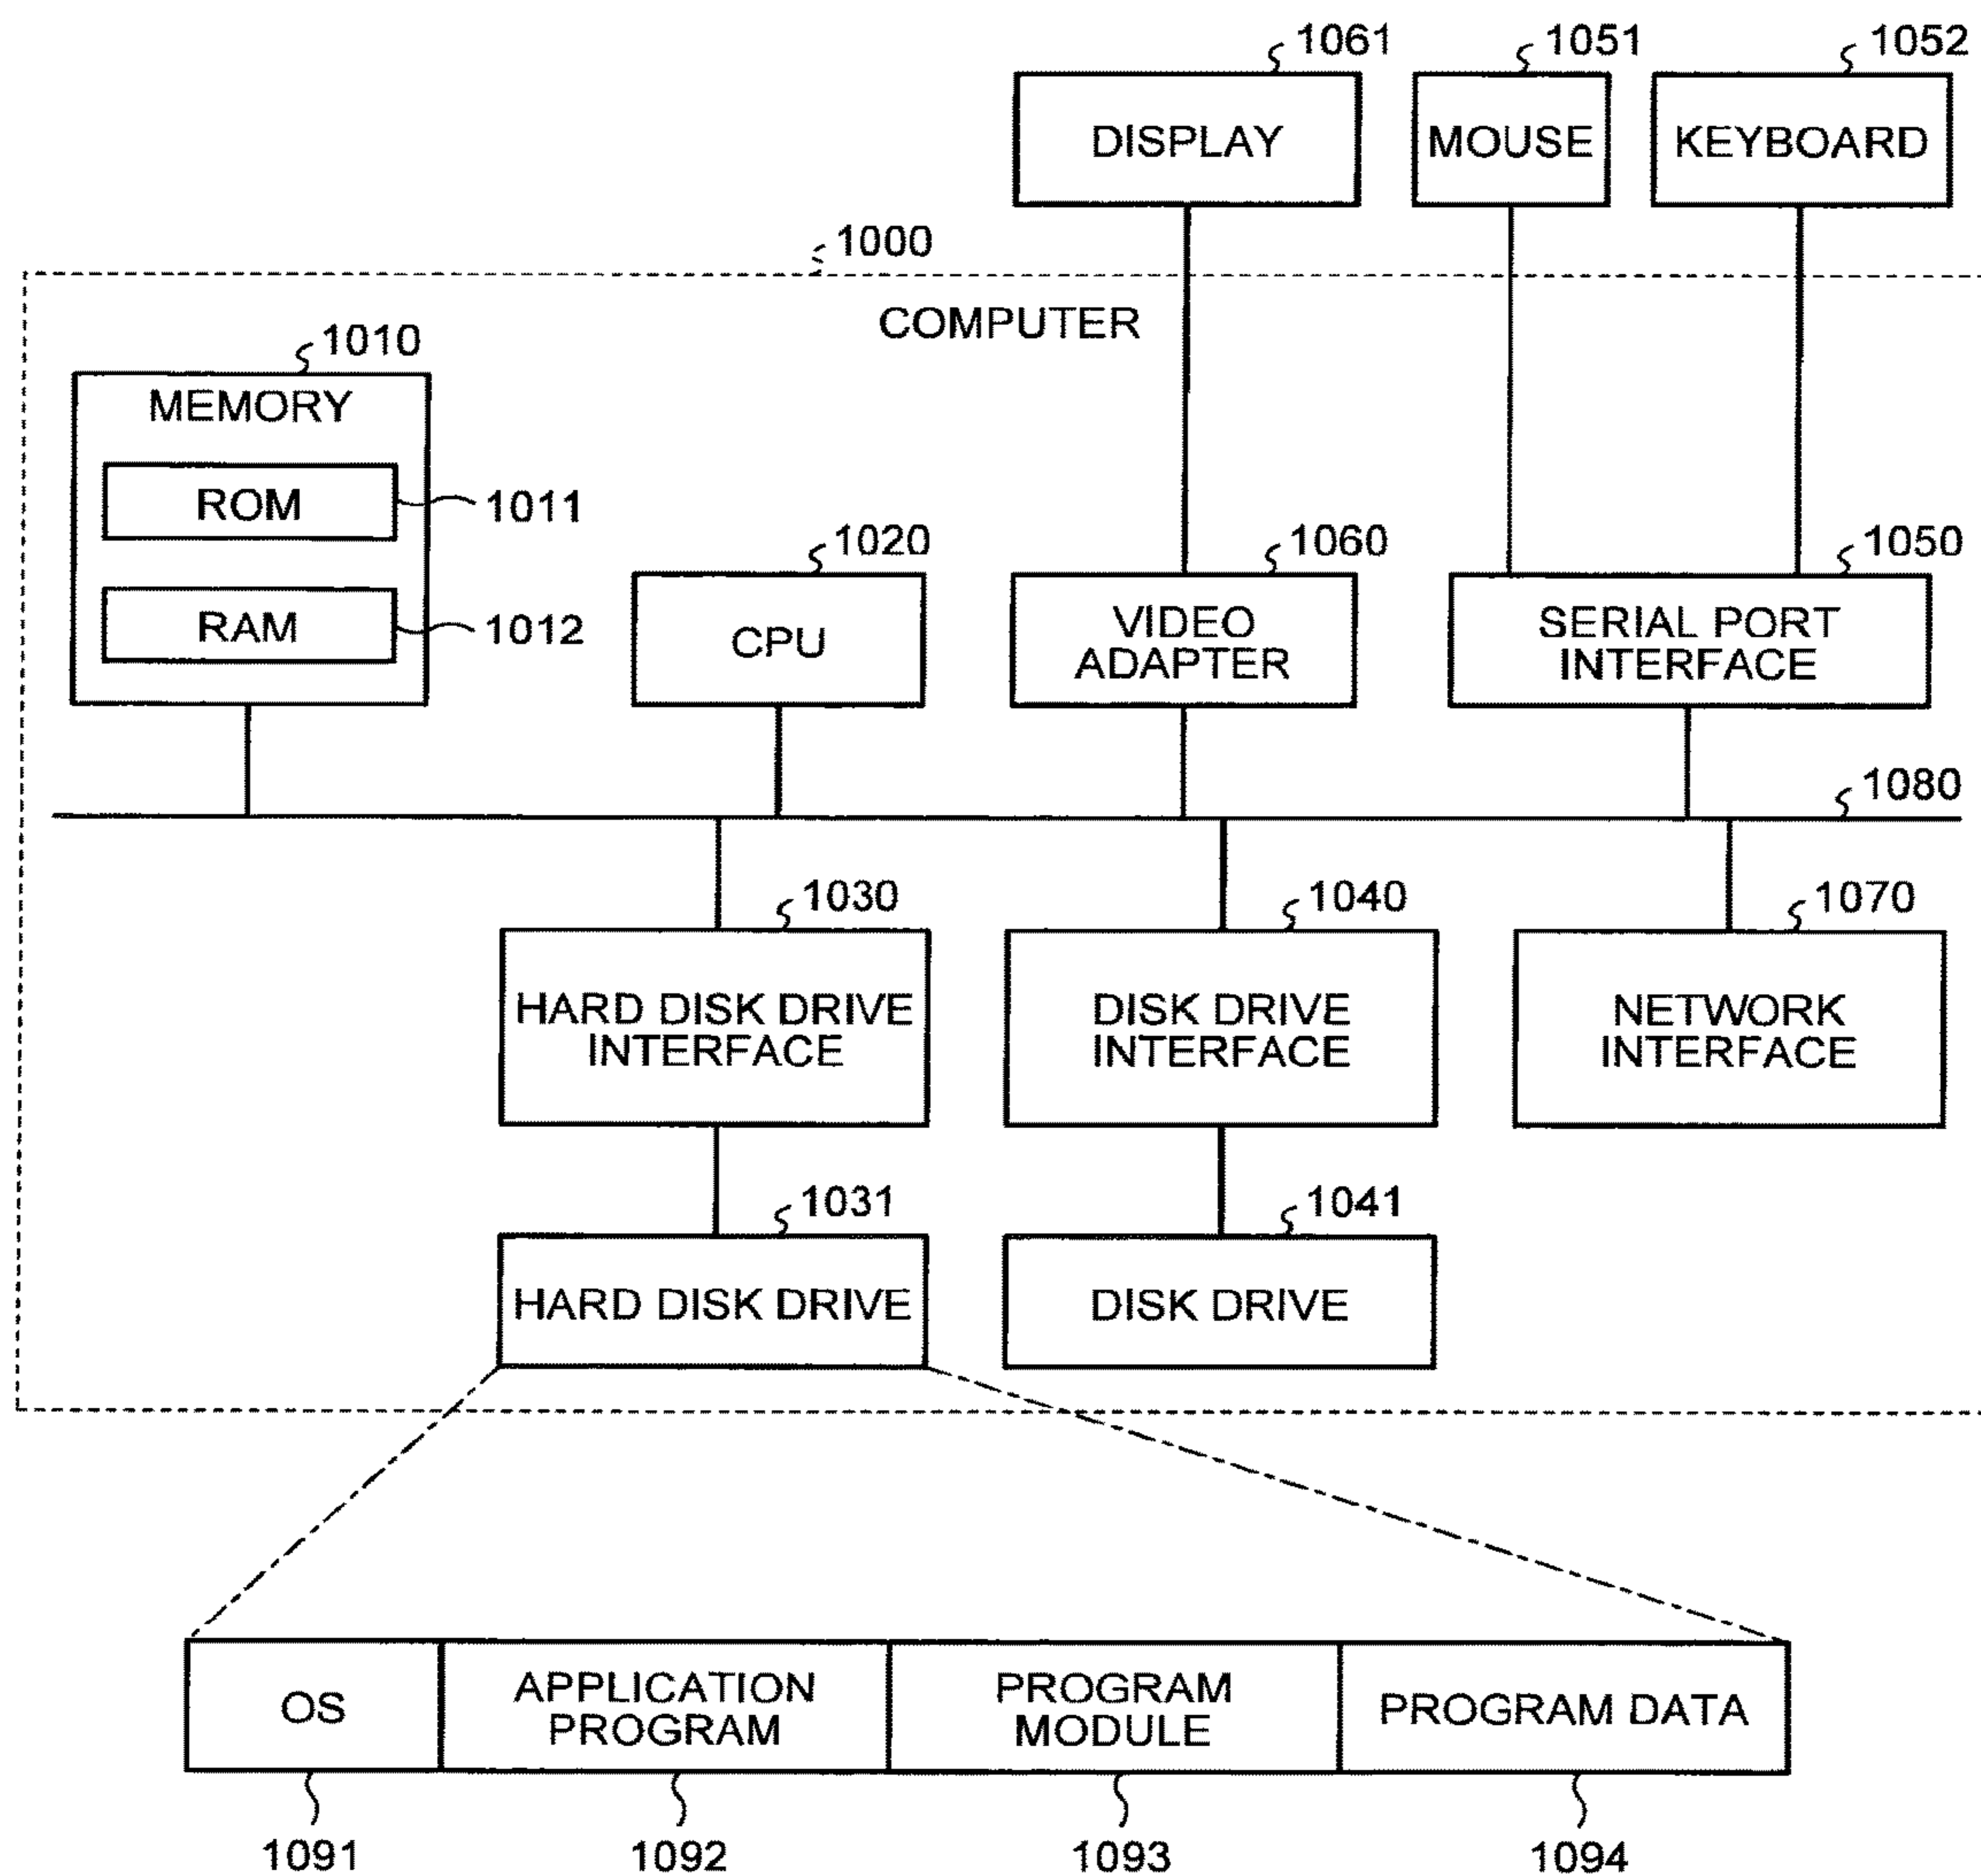 1061
1051
1052
DISPLAY
MOUSE
KEYBOARD
1000
COMPUTER
1010
MEMORY
ROM
1011
RAM
1012
1020
CPU
1060
VIDEO
ADAPTER
1050
SERIAL PORT
INTERFACE
1080
1030
HARD DISK DRIVE
INTERFACE
1040
DISK DRIVE
INTERFACE
1070
NETWORK
INTERFACE
1031
HARD DISK DRIVE
1041
DISK DRIVE
OS
APPLICATION
PROGRAM
PROGRAM
MODULE
PROGRAM DATA
1091
1092
1093
1094